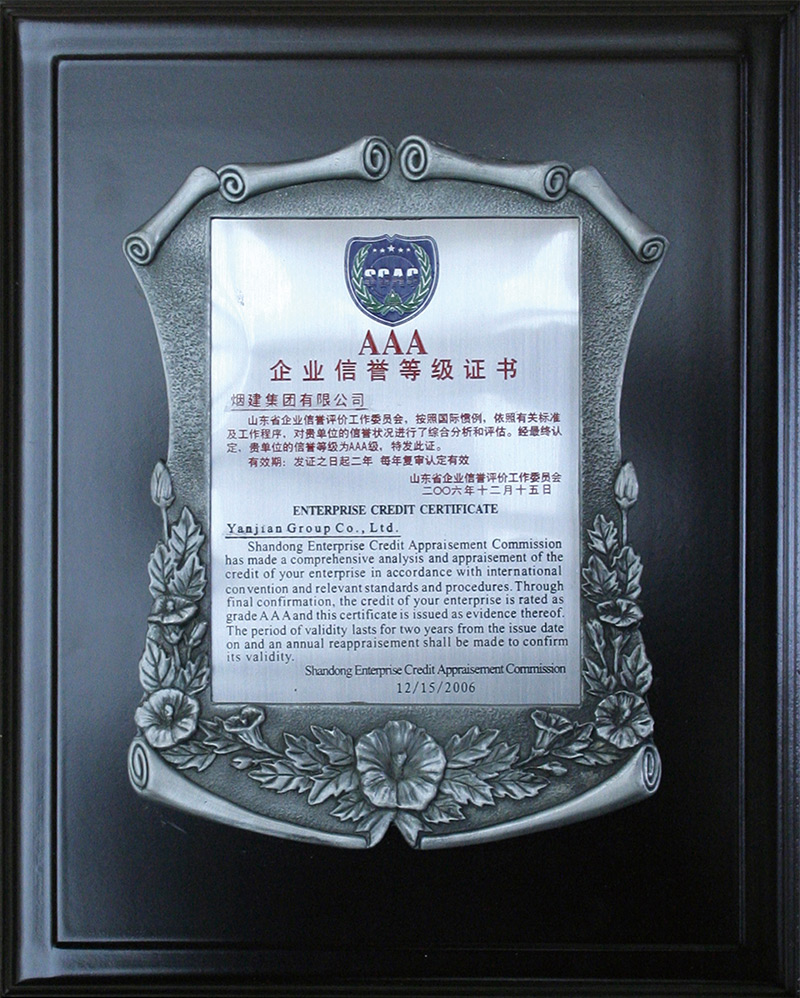 SCAC
AAA
企业信誉等级证书
烟建集团有限公司
山东省企业信誉评价工作委员会，按照国际惯例，依照有关标准
及工作程序，对贵单位的信誉状况进行了综合分析和评估。经最终认
定，贵单位的信誉等级为AAA级，特发此证。
有效期：发证之日起二年 每年复审认定有效
山东省企业信誉评价工作委员会
二〇〇六年十二月十五日
ENTERPRISE CREDIT CERTIFICATE
Yanjian Group Co., Ltd.
Shandong Enterprise Credit Appraisement Commission
has made a comprehensive analysis and appraisement of the
credit of your enterprise in accordance with international
convention and relevant standards and procedures. Through
final confirmation, the credit of your enterprise is rated as
grade AAA and this certificate is issued as evidence thereof.
The period of validity lasts for two years from the issue date
on and an annual reappraisement shall be made to confirm
its validity.
Shandong Enterprise Credit Appraisement Commission
12/15/2006